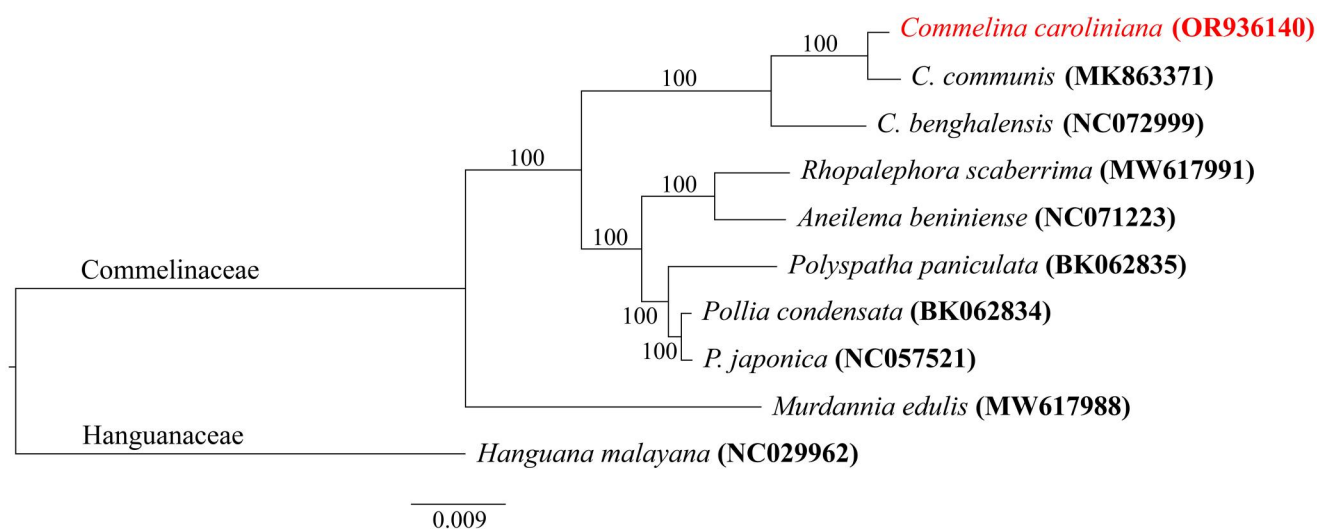 Commelina caroliniana (OR936140)
100
C. communis (MK863371)
100
C. benghalensis (NC072999)
100
Rhopalephora scaberrima (MW617991)
100
Aneilema beniniense (NC071223)
100
Commelinaceae
Polyspatha paniculata (BK062835)
Pollia condensata (BK062834)
100
100
P. japonica (NC057521)
Murdannia edulis (MW617988)
Hanguanaceae
Hanguana malayana (NC029962)
0.009